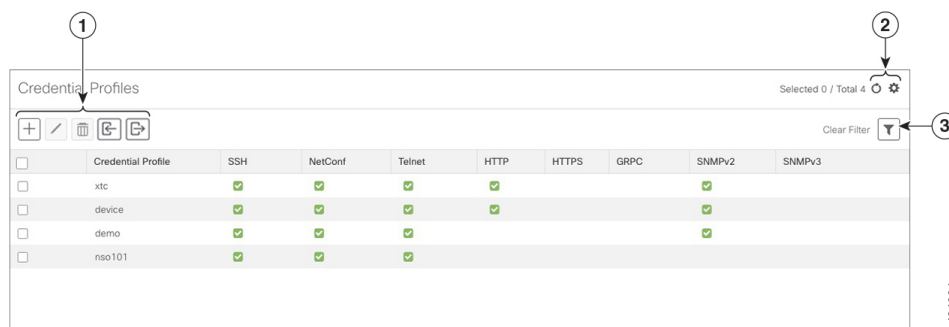 1
2
Credential Profiles
Selected 0 / Total 4
Clear Filter
3
Credential Profile SSH NetConf Telnet HTTP HTTPS GRPC SNMPv2 SNMPv3
xtc
device
demo
nso101